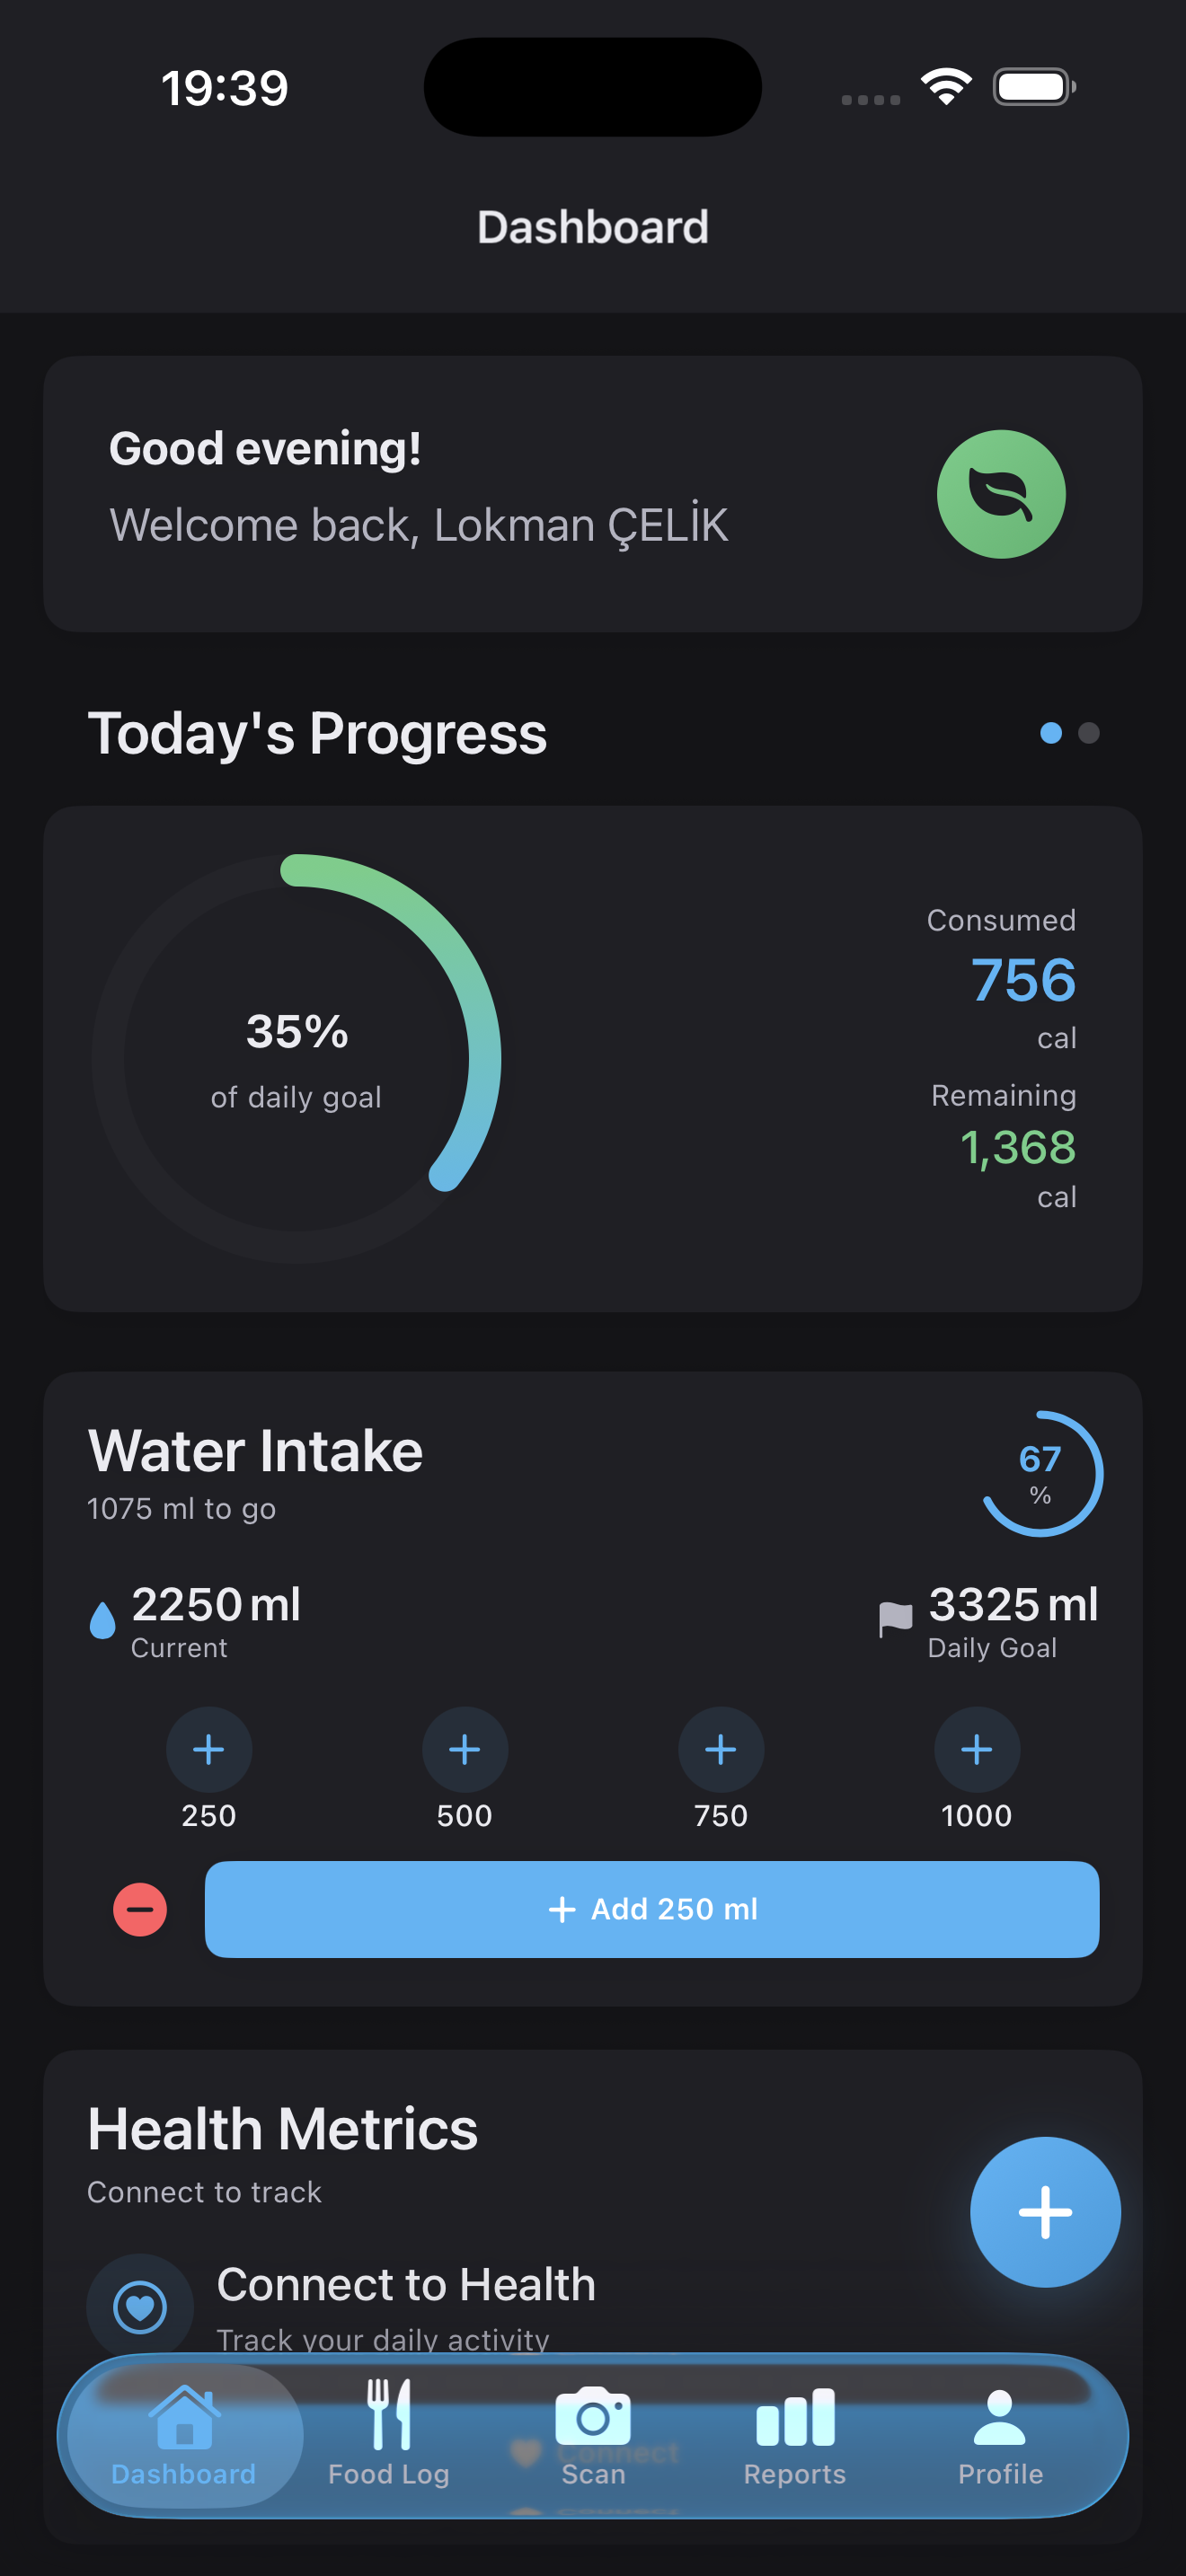 19:39
Dashboard
Good evening!
Welcome back, Lokman ÇELİK
Today's Progress
35%
of daily goal
Consumed
756
cal
Remaining
1,368
cal
Water Intake
1075 ml to go
67
%
2250 ml
Current
3325 ml
Daily Goal
250
500
750
1000
Add 250 ml
Health Metrics
Connect to track
Connect to Health
Track your daily activity
Connect
Dashboard
Food Log
Scan
Reports
Profile